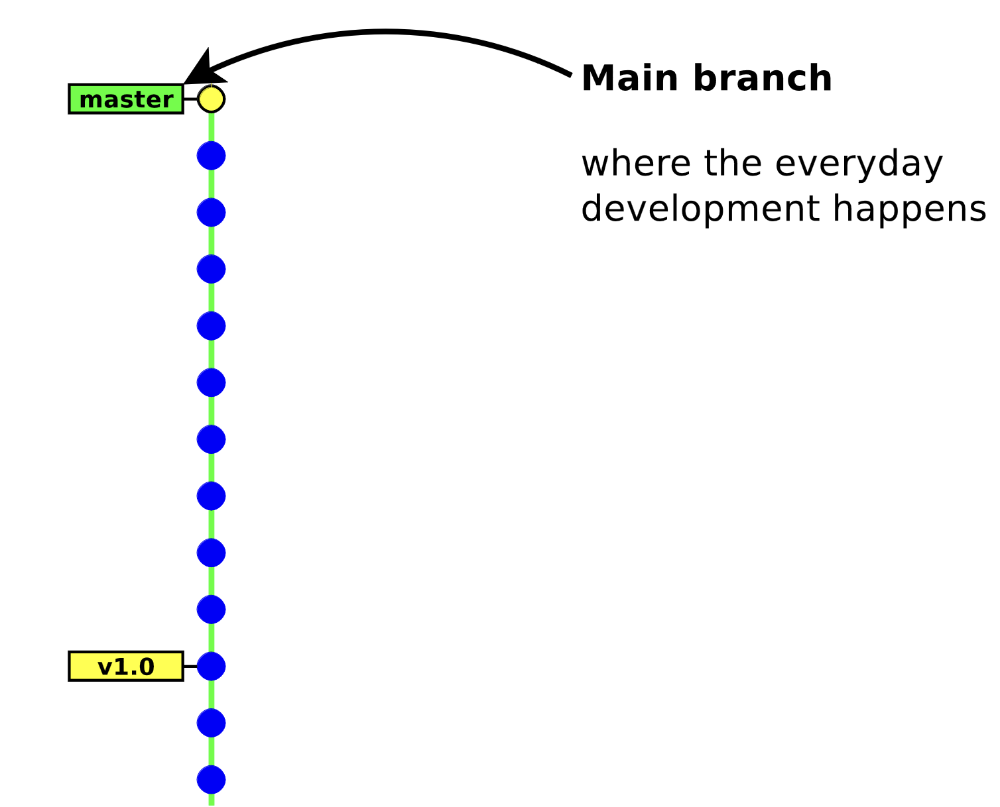 Main branch
master
where the everyday
development happens
v1.0